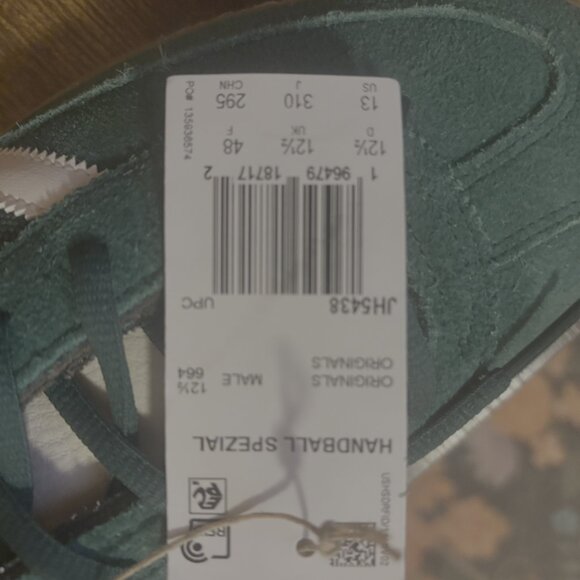 HANDBALL SPEZIAL
ORIGINALS MALE 12½
ORIGINALS 664
JH5438 UPC
1 96479 18717 2
D UK F
12½ 12½ 48
US J CHN
13 310 295
PO# 135938574